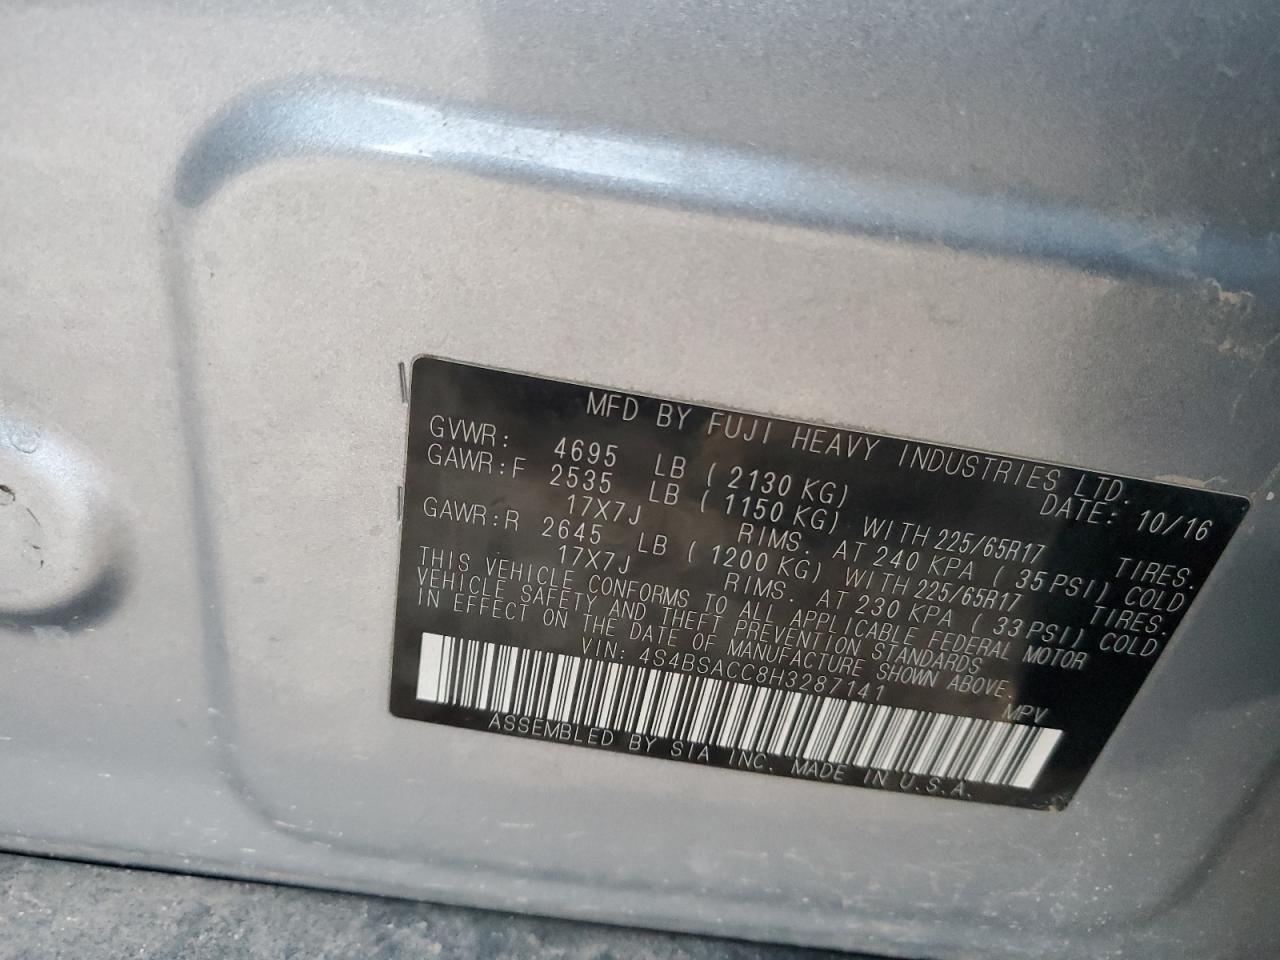 MFD BY FUJI HEAVY INDUSTRIES LTD.
DATE: 10/16
GVWR: 4695 LB ( 2130 KG)
GAWR:F 2535 LB ( 1150 KG) WITH 225/65R17 TIRES.
17X7J RIMS. AT 240 KPA ( 35 PSI) COLD
GAWR:R 2645 LB ( 1200 KG) WITH 225/65R17 TIRES.
17X7J RIMS. AT 230 KPA ( 33 PSI) COLD
THIS VEHICLE CONFORMS TO ALL APPLICABLE FEDERAL MOTOR
VEHICLE SAFETY AND THEFT PREVENTION STANDARDS
IN EFFECT ON THE DATE OF MANUFACTURE SHOWN ABOVE.
VIN: 4S4BSACC8H3287141
MPV
ASSEMBLED BY STA INC. MADE IN U.S.A.